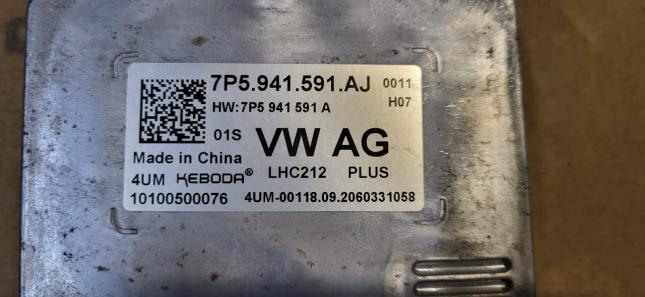 7P5.941.591.AJ 0011
HW:7P5 941 591 A H07
01S VW AG
Made in China LHC212 PLUS
4UM KEBODA®
10100500076 4UM-00118.09.2060331058